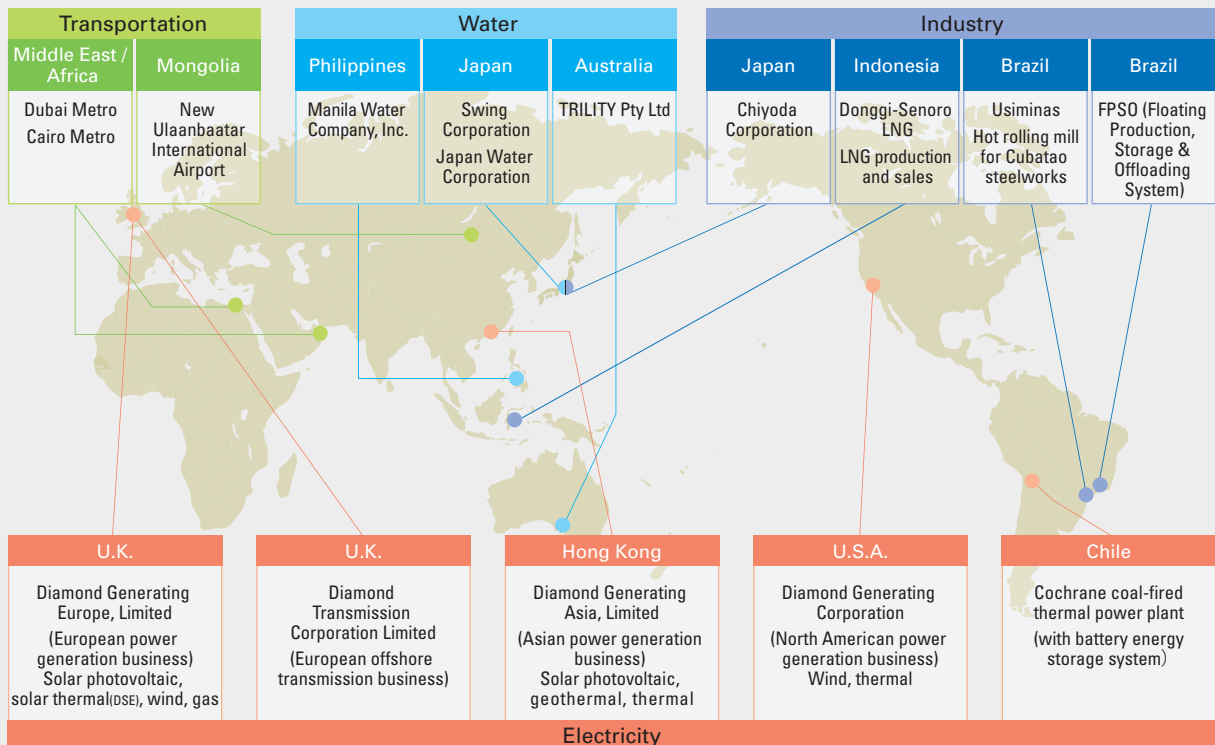 Transportation
Middle East /
Africa
Mongolia
Dubai Metro
Cairo Metro
New
Ulaanbaatar
International
Airport
Water
Philippines
Japan
Australia
Manila Water
Company, Inc.
Swing
Corporation
Japan Water
Corporation
TRILITY Pty Ltd
Industry
Japan
Indonesia
Brazil
Brazil
Chiyoda
Corporation
Donggi-Senoro
LNG
LNG production
and sales
Usiminas
Hot rolling mill
for Cubatao
steelworks
FPSO (Floating
Production,
Storage &
Offloading
System)
U.K.
Diamond Generating
Europe, Limited
(European power
generation business)
Solar photovoltaic,
solar thermal(DSE), wind, gas
U.K.
Diamond
Transmission
Corporation Limited
(European offshore
transmission business)
Hong Kong
Diamond Generating
Asia, Limited
(Asian power generation
business)
Solar photovoltaic,
geothermal, thermal
U.S.A.
Diamond Generating
Corporation
(North American power
generation business)
Wind, thermal
Chile
Cochrane coal-fired
thermal power plant
(with battery energy
storage system)
Electricity